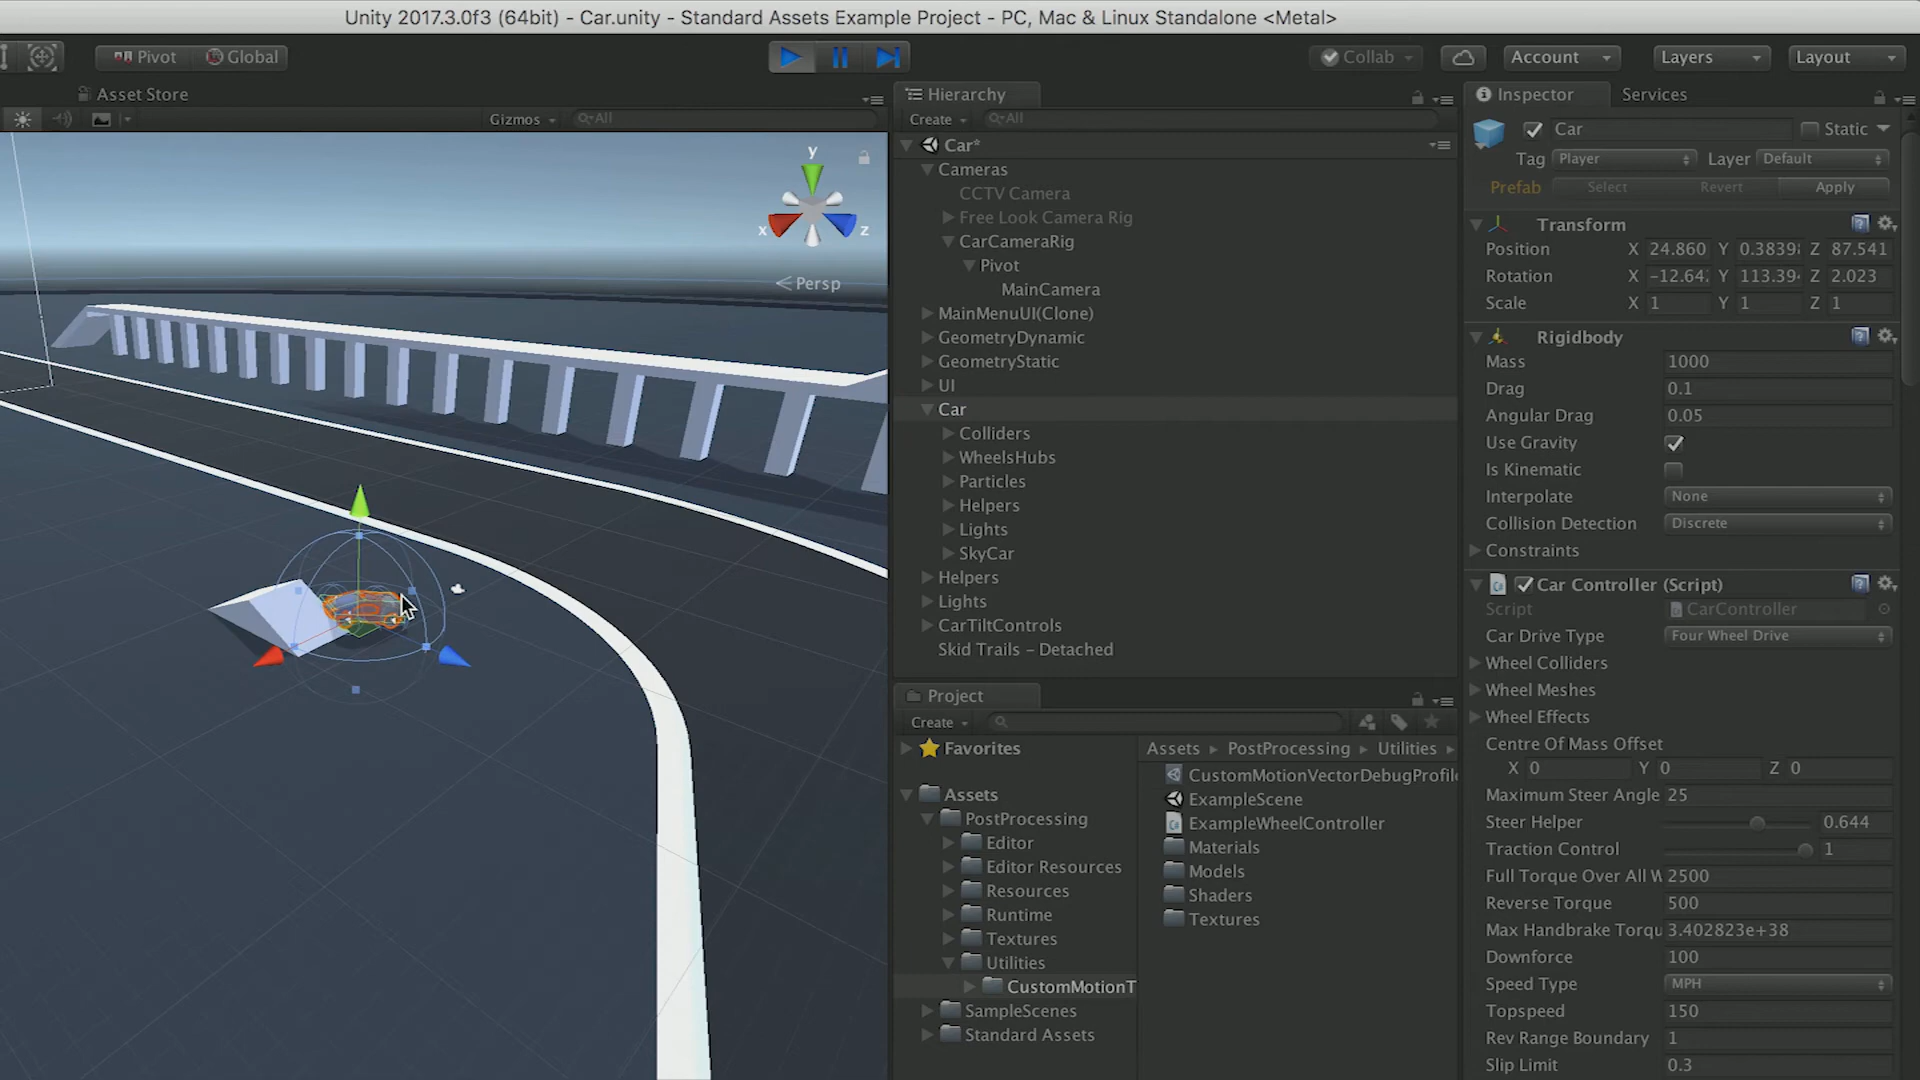 Unity 2017.3.0f3 (64bit) - Car.unity - Standard Assets Example Project - PC, Mac & Linux Standalone <Metal>
Pivot
Global
Collab
Account
Layers
Layout
Asset Store
Gizmos
All
y
x
z
Persp
Hierarchy
Create
All
Car*
Cameras
CCTV Camera
Free Look Camera Rig
CarCameraRig
Pivot
MainCamera
MainMenuUI(Clone)
GeometryDynamic
GeometryStatic
UI
Car
Colliders
WheelsHubs
Particles
Helpers
Lights
SkyCar
Helpers
Lights
CarTiltControls
Skid Trails - Detached
Project
Create
Favorites
Assets
PostProcessing
Editor
Editor Resources
Resources
Runtime
Textures
Utilities
CustomMotionT
SampleScenes
Standard Assets
Assets PostProcessing Utilities
CustomMotionVectorDebugProfile
ExampleScene
ExampleWheelController
Materials
Models
Shaders
Textures
Inspector
Services
Car
Static
Tag Player Layer Default
Prefab Select Revert Apply
Transform
Position X 24.860 Y 0.3839 Z 87.541
Rotation X -12.64 Y 113.394 Z 2.023
Scale X 1 Y 1 Z 1
Rigidbody
Mass 1000
Drag 0.1
Angular Drag 0.05
Use Gravity
Is Kinematic
Interpolate None
Collision Detection Discrete
Constraints
Car Controller (Script)
Script CarController
Car Drive Type Four Wheel Drive
Wheel Colliders
Wheel Meshes
Wheel Effects
Centre Of Mass Offset
X 0 Y 0 Z 0
Maximum Steer Angle 25
Steer Helper 0.644
Traction Control 1
Full Torque Over All W 2500
Reverse Torque 500
Max Handbrake Torqu 3.402823e+38
Downforce 100
Speed Type MPH
Topspeed 150
Rev Range Boundary 1
Slip Limit 0.3